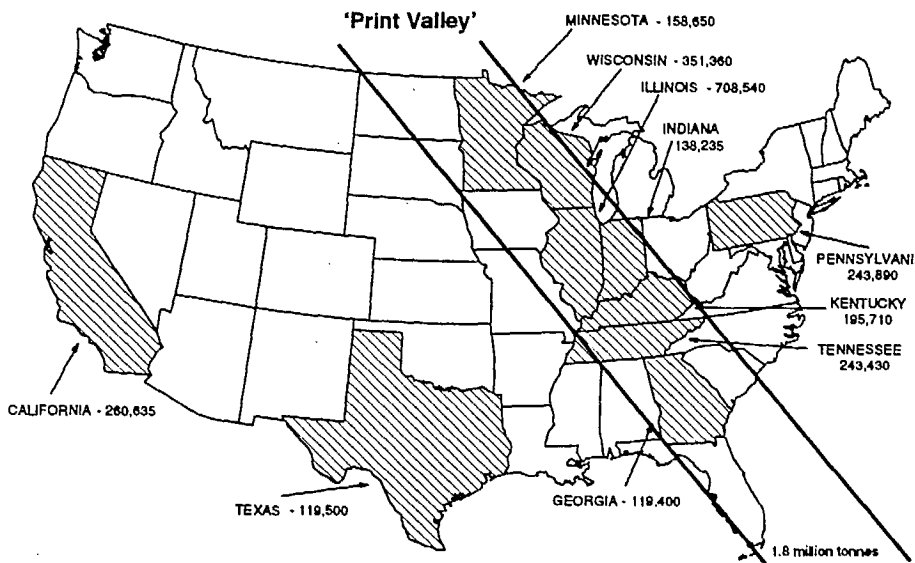 'Print Valley'
MINNESOTA - 158,650
WISCONSIN - 351,360
ILLINOIS - 708,540
INDIANA
138,235
PENNSYLVANI
243,890
KENTUCKY
195,710
TENNESSEE
243,430
CALIFORNIA - 260,635
TEXAS - 119,500
GEORGIA - 119,400
1.8 million tonnes